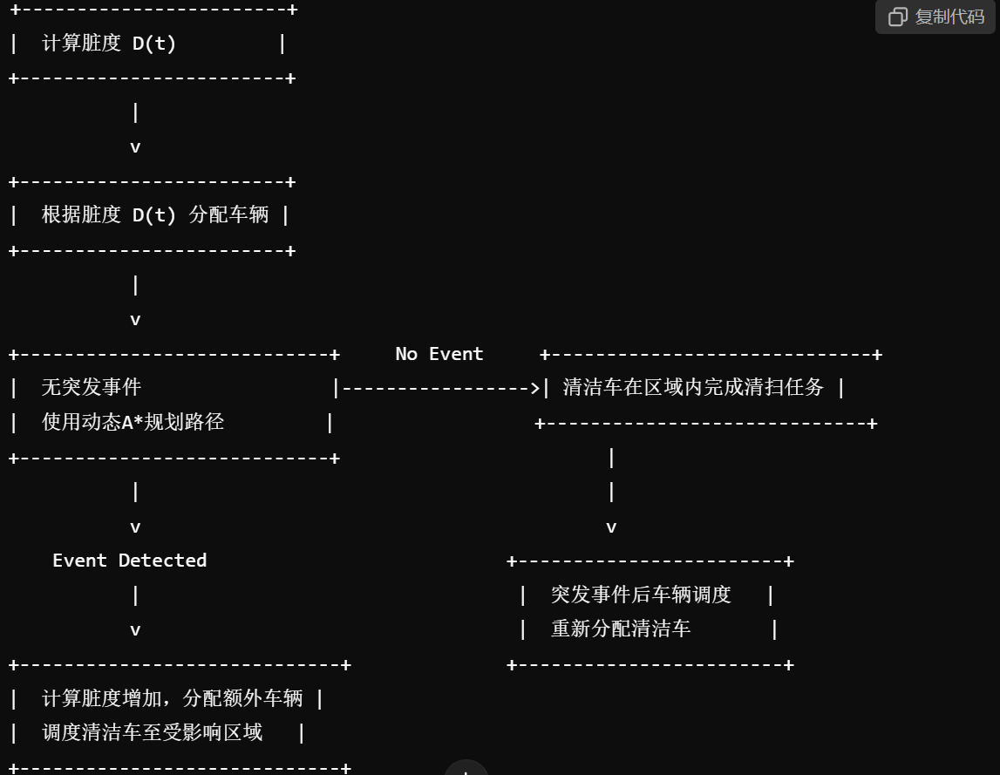 复制代码
+------------------------+
|  计算脏度 D(t)         |
+------------------------+
           |
           v
+------------------------+
|  根据脏度 D(t) 分配车辆 |
+------------------------+
           |
           v
+----------------------------+     No Event     +-----------------------------+
|  无突发事件                 |----------------->| 清洁车在区域内完成清扫任务 |
|  使用动态A*规划路径         |                  +-----------------------------+
+----------------------------+                        |
           |                                          |
           v                                          v
    Event Detected                           +------------------------+
           |                                  |  突发事件后车辆调度   |
           v                                  |  重新分配清洁车       |
+-----------------------------+              +------------------------+
|  计算脏度增加，分配额外车辆 |
|  调度清洁车至受影响区域   |
+-----------------------------+